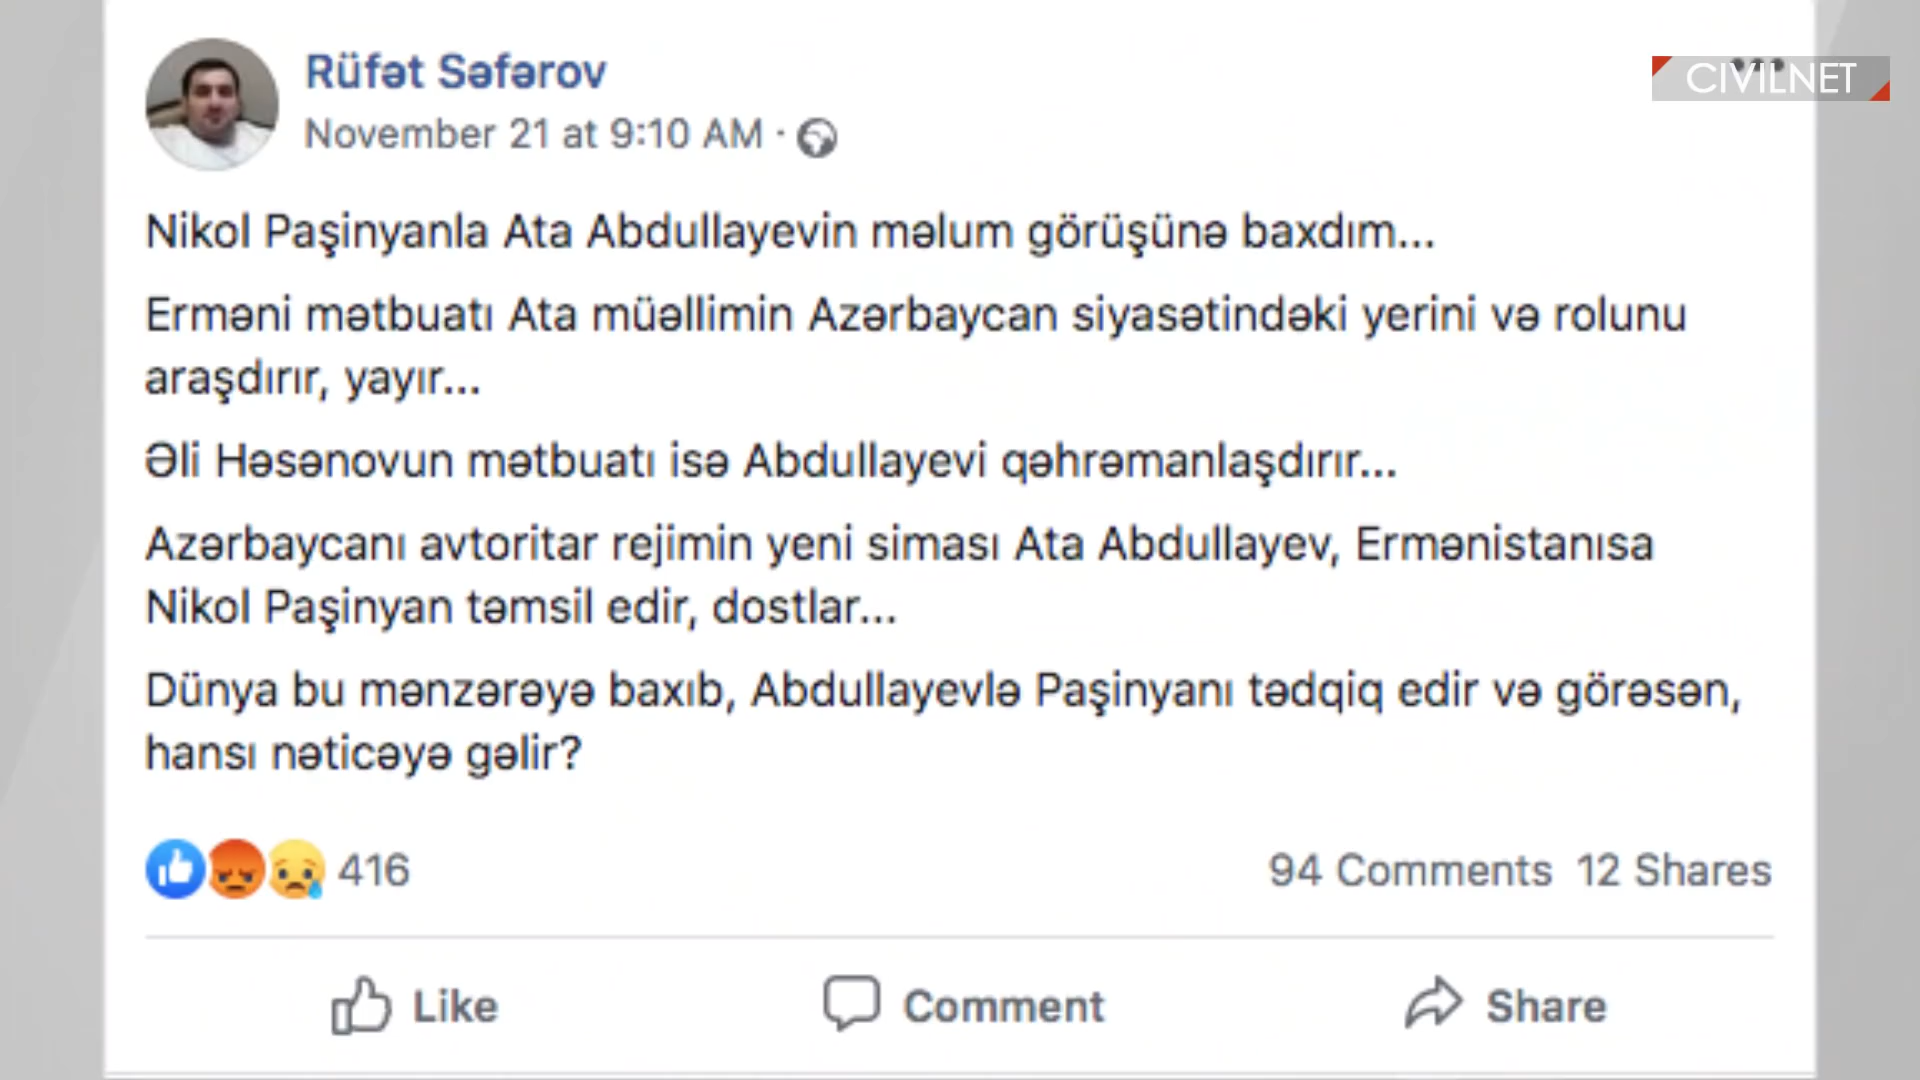 Rüfət Səfərov
CIVILNET
November 21 at 9:10 AM ·
Nikol Paşinyanla Ata Abdullayevin məlum görüşünə baxdım...
Erməni mətbuatı Ata müəllimin Azərbaycan siyasətindəki yerini və rolunu
araşdırır, yayır...
Əli Həsənovun mətbuatı isə Abdullayevi qəhrəmanlaşdırır...
Azərbaycanı avtoritar rejimin yeni siması Ata Abdullayev, Ermənistanısa
Nikol Paşinyan təmsil edir, dostlar...
Dünya bu mənzərəyə baxıb, Abdullayevlə Paşinyanı tədqiq edir və görəsən,
hansı nəticəyə gəlir?
416
94 Comments 12 Shares
Like Comment Share